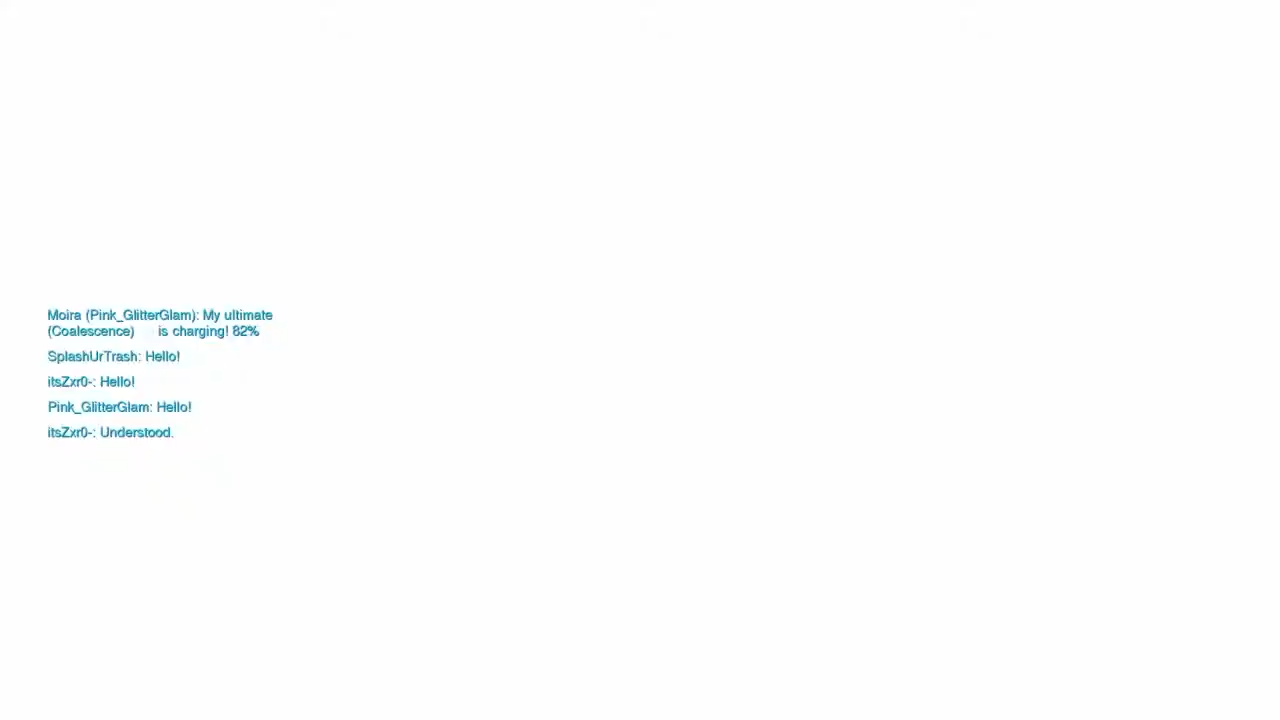 Moira (Pink_GlitterGlam): My ultimate
(Coalescence) is charging! 82%
SplashUrTrash: Hello!
itsZxr0-: Hello!
Pink_GlitterGlam: Hello!
itsZxr0-: Understood.